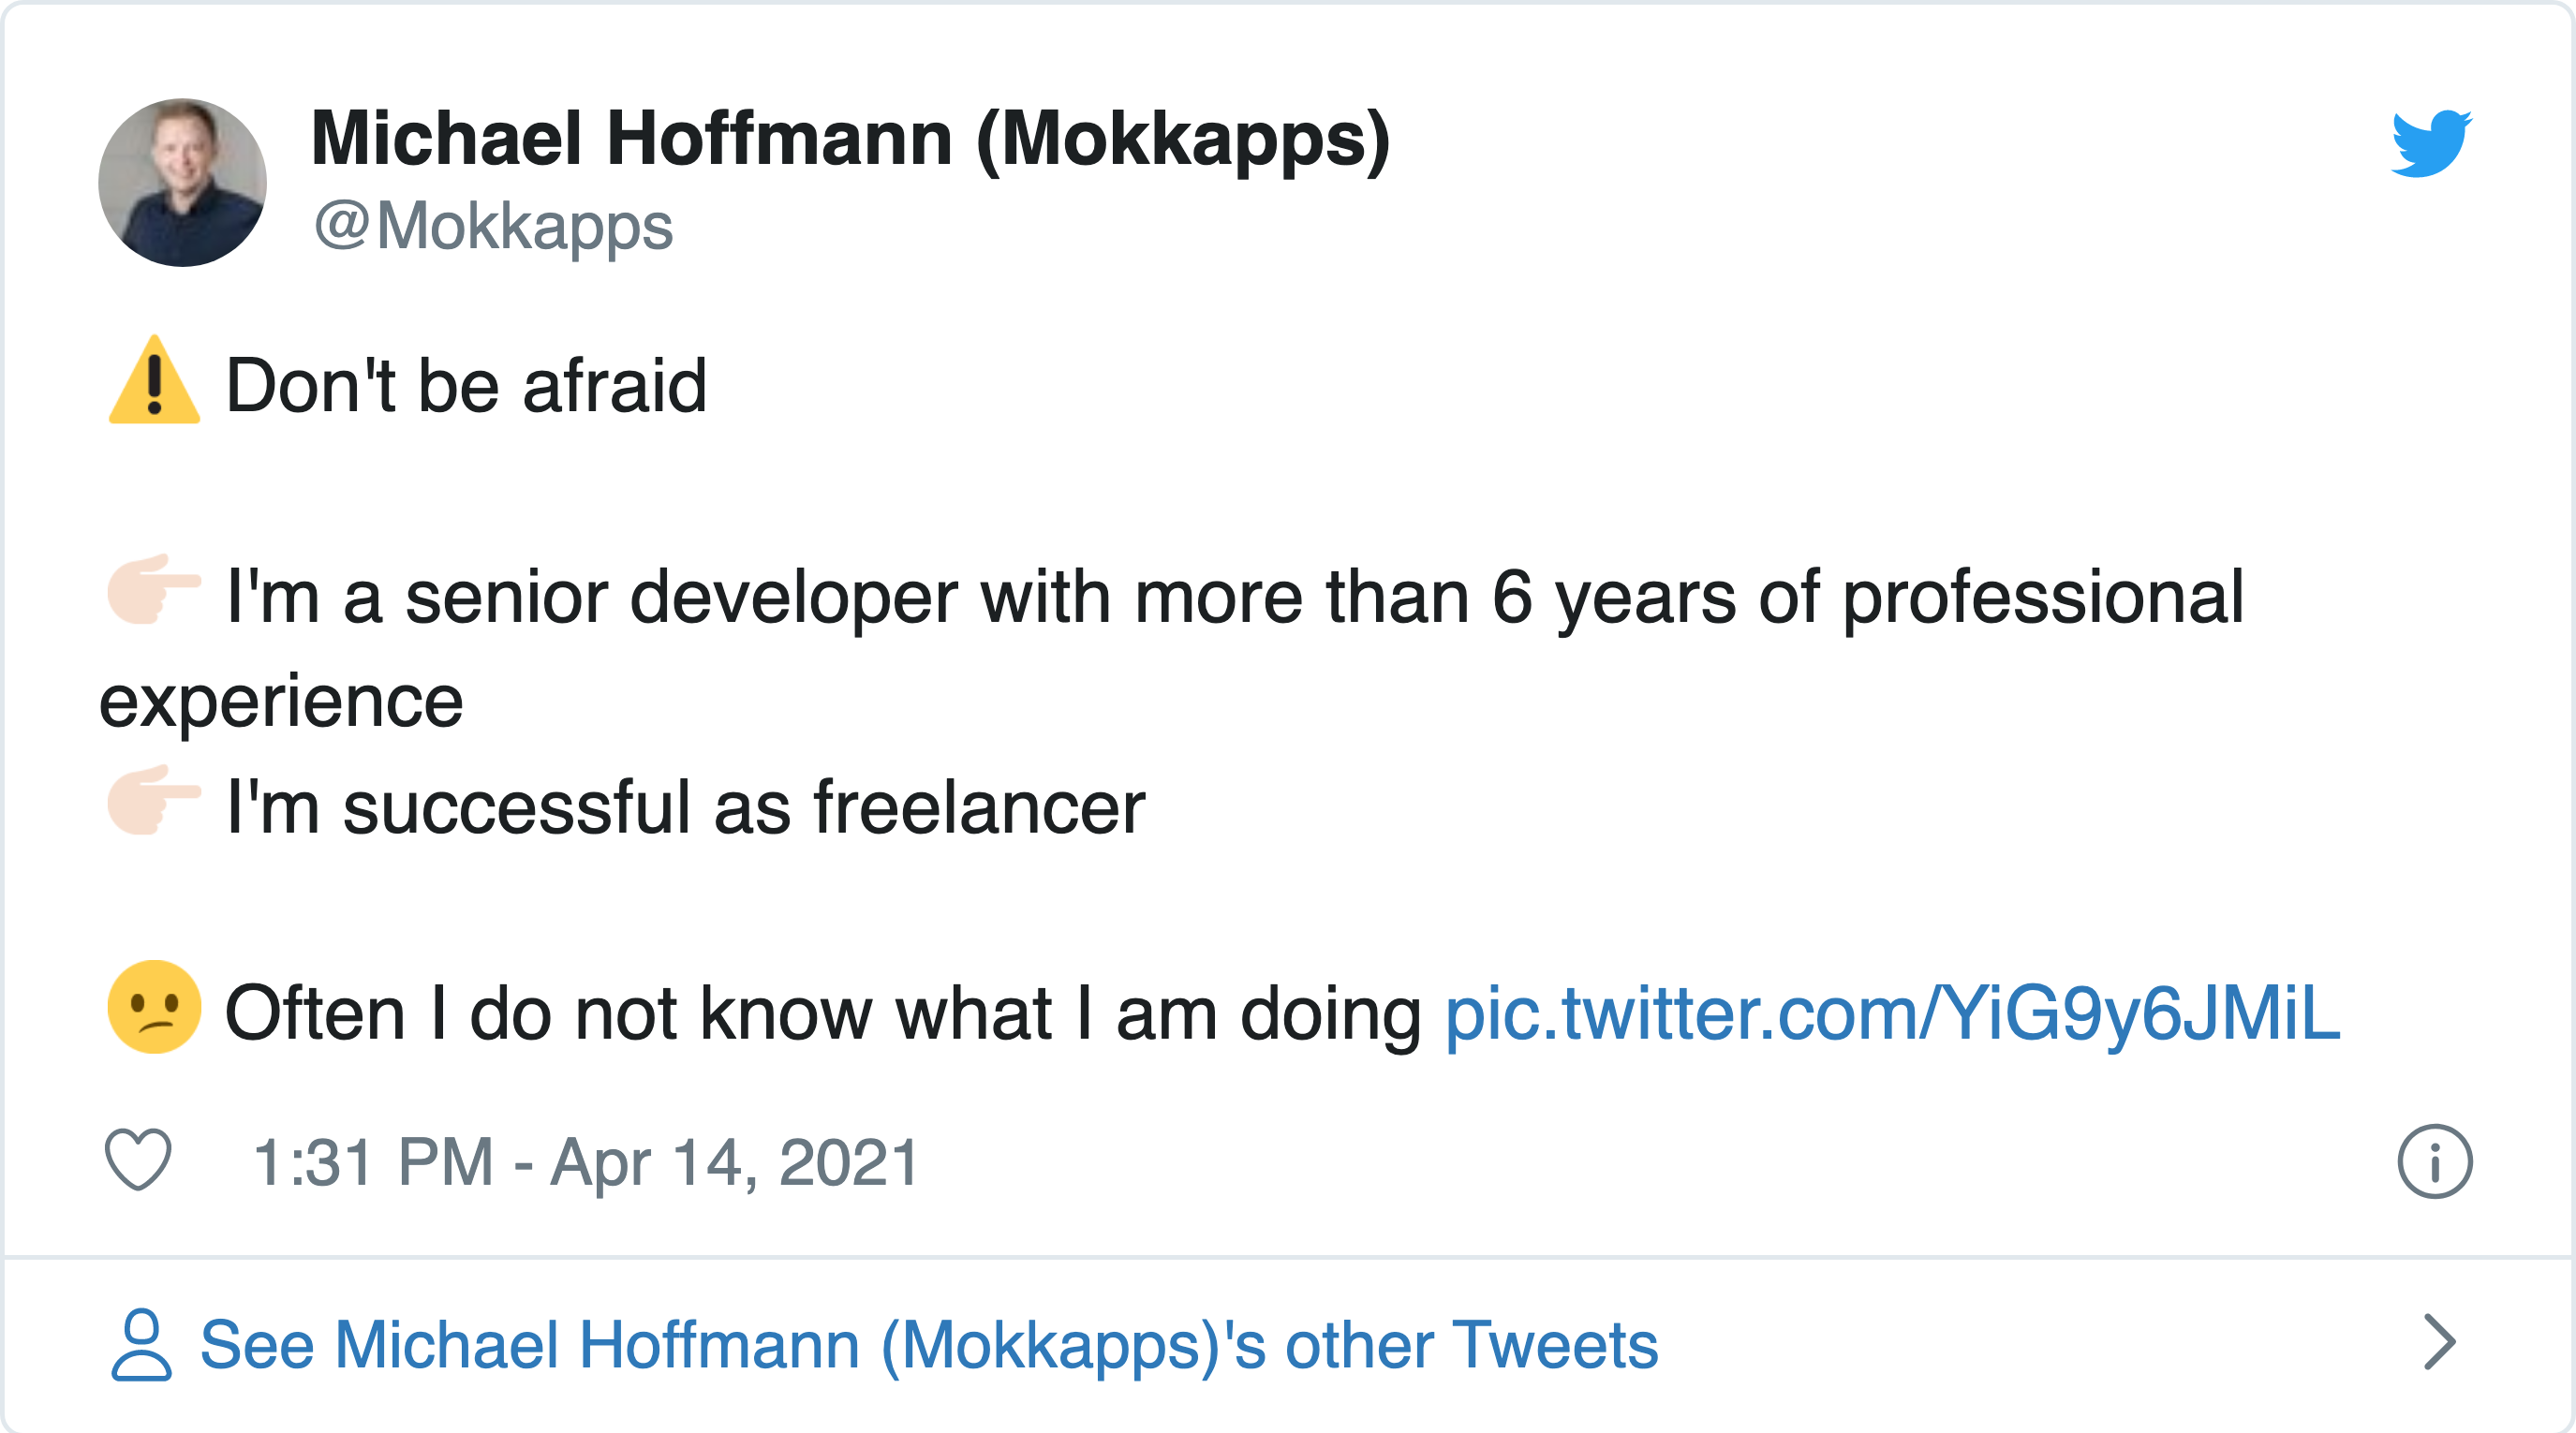 Michael Hoffmann (Mokkapps)
@Mokkapps
⚠️ Don't be afraid
👉🏻 I'm a senior developer with more than 6 years of professional
experience
👉🏻 I'm successful as freelancer
😕 Often I do not know what I am doing pic.twitter.com/YiG9y6JMiL
1:31 PM - Apr 14, 2021
See Michael Hoffmann (Mokkapps)'s other Tweets